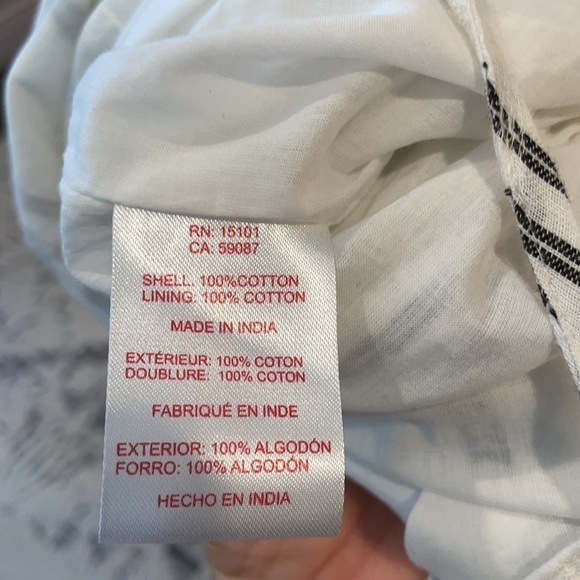 RN: 15101
CA: 59087
SHELL: 100%COTTON
LINING: 100% COTTON
MADE IN INDIA
EXTÉRIEUR: 100% COTON
DOUBLURE: 100% COTON
FABRIQUÉ EN INDE
EXTERIOR: 100% ALGODÓN
FORRO: 100% ALGODÓN
HECHO EN INDIA